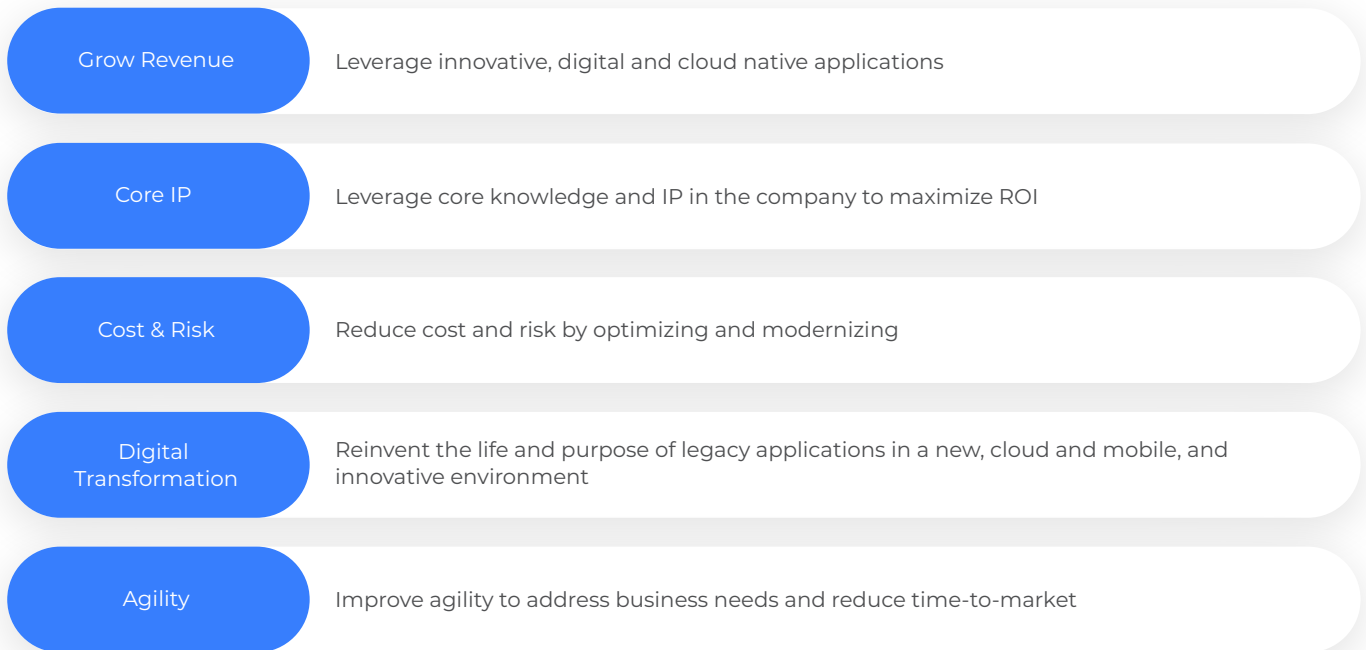 Grow Revenue
Leverage innovative, digital and cloud native applications
Core IP
Leverage core knowledge and IP in the company to maximize ROI
Cost & Risk
Reduce cost and risk by optimizing and modernizing
Digital
Transformation
Reinvent the life and purpose of legacy applications in a new, cloud and mobile, and
innovative environment
Agility
Improve agility to address business needs and reduce time-to-market